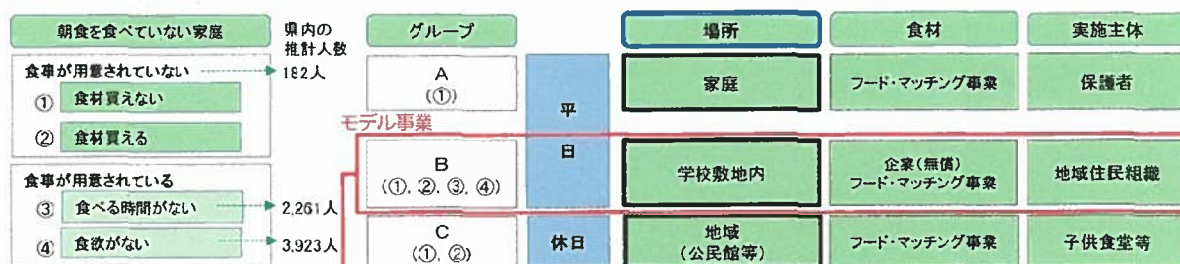 朝食を食べていない家庭
県内の
推計人数
食事が用意されていない
182人
① 食材買えない
② 食材買える
食事が用意されている
③ 食べる時間がない
2,261人
④ 食欲がない
3,923人
グループ
場所
食材
実施主体
A
(①)
平
日
家庭
フード・マッチング事業
保護者
モデル事業
B
(①, ②, ③, ④)
学校敷地内
企業(無償)
フード・マッチング事業
地域住民組織
C
(①, ②)
休日
地域
(公民館等)
フード・マッチング事業
子供食堂等